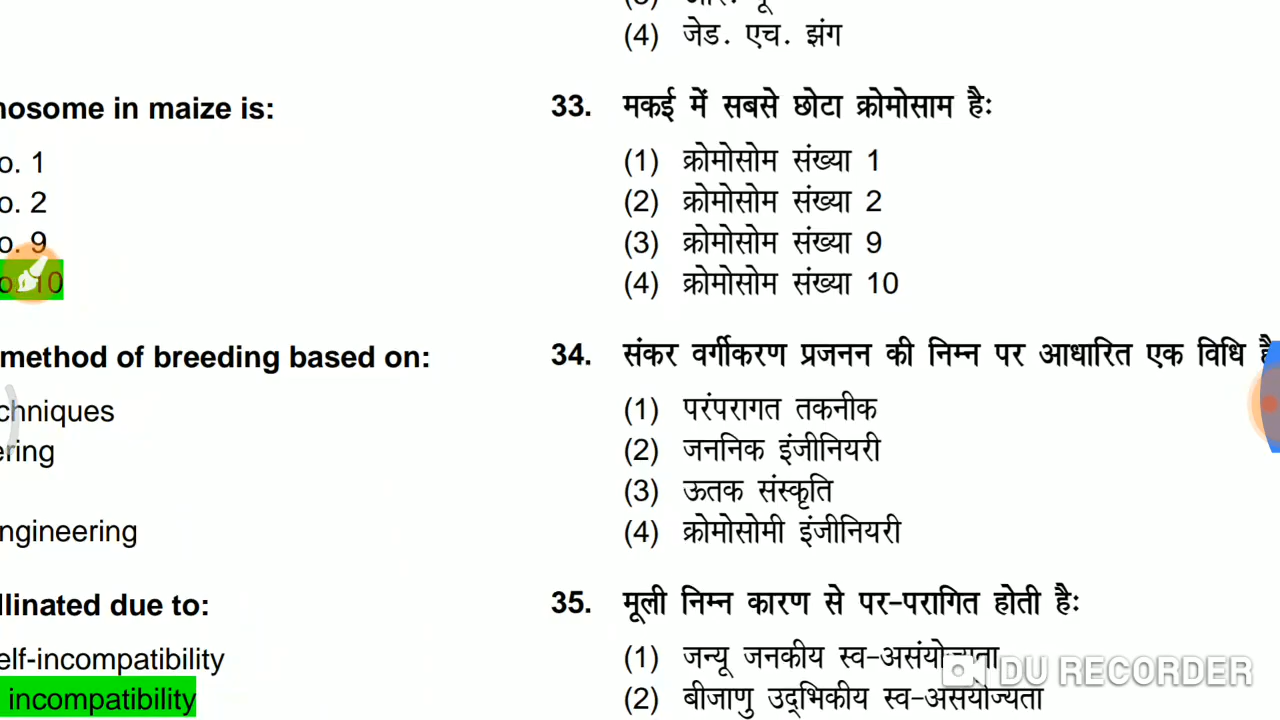 (4) जेड. एच. झंग
nosome in maize is:
o. 1
o. 2
o. 9
o. 10
method of breeding based on:
chniques
ering
ngineering
llinated due to:
elf-incompatibility
incompatibility
33. मकई में सबसे छोटा क्रोमोसाम है:
(1) क्रोमोसोम संख्या 1
(2) क्रोमोसोम संख्या 2
(3) क्रोमोसोम संख्या 9
(4) क्रोमोसोम संख्या 10
34. संकर वर्गीकरण प्रजनन की निम्न पर आधारित एक विधि है
(1) परंपरागत तकनीक
(2) जननिक इंजीनियरी
(3) ऊतक संस्कृति
(4) क्रोमोसोमी इंजीनियरी
35. मूली निम्न कारण से पर-परागित होती है:
(1) जन्यू जनकीय स्व-असंयोज्यता
(2) बीजाणु उद्भिकीय स्व-असंयोज्यता
DU RECORDER